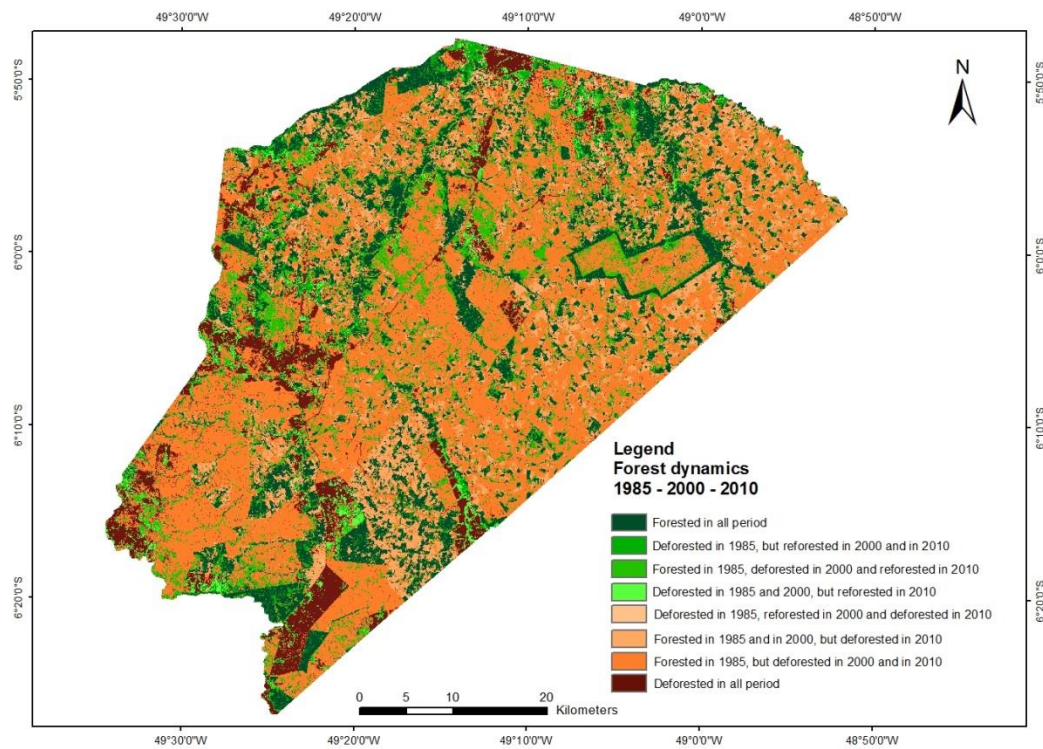 49°30'0"W 49°20'0"W 49°10'0"W 49°0'0"W 48°50'0"W
5°50'0"S 5°50'0"S
N
6°0'0"S 6°0'0"S
6°10'0"S 6°10'0"S
Legend
Forest dynamics
1985 - 2000 - 2010
Forested in all period
Deforested in 1985, but reforested in 2000 and in 2010
Forested in 1985, deforested in 2000 and reforested in 2010
Deforested in 1985 and 2000, but reforested in 2010
6°20'0"S 6°20'0"S
Deforested in 1985, reforested in 2000 and deforested in 2010
Forested in 1985 and in 2000, but deforested in 2010
Forested in 1985, but deforested in 2000 and in 2010
Deforested in all period
0 5 10 20
Kilometers
49°30'0"W 49°20'0"W 49°10'0"W 49°0'0"W 48°50'0"W